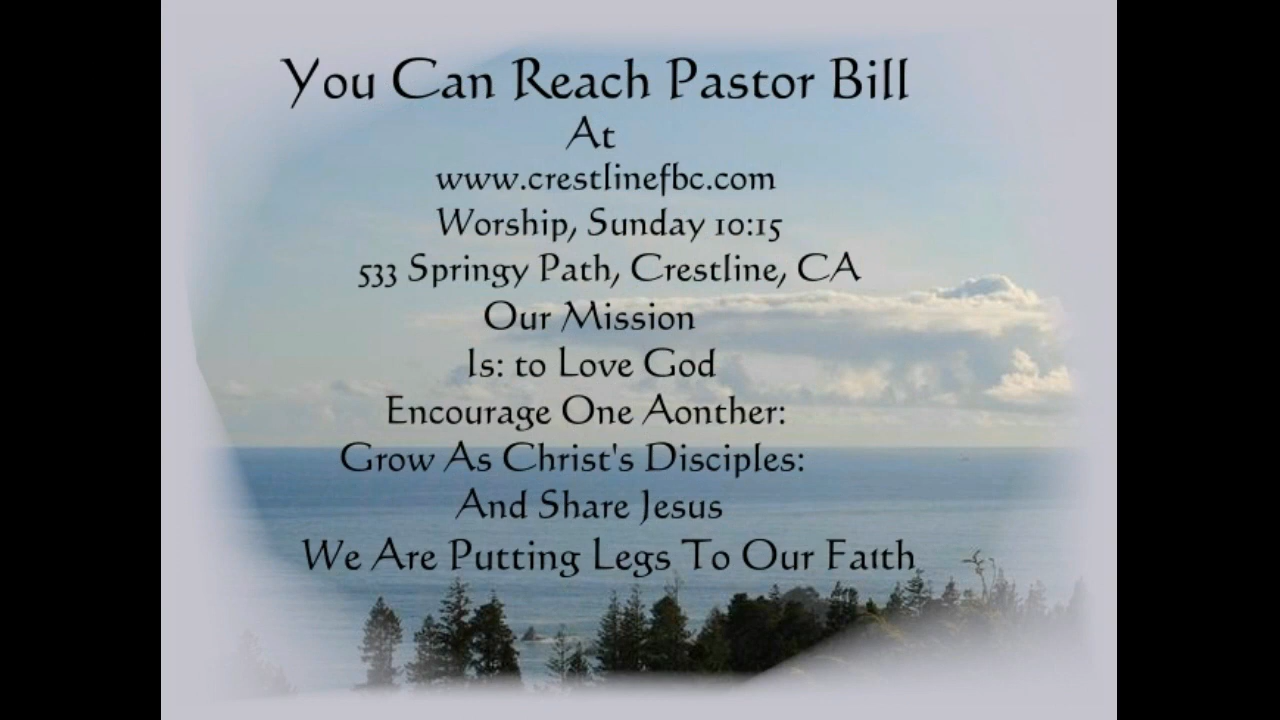 You Can Reach Pastor Bill
At
www.crestlinefbc.com
Worship, Sunday 10:15
533 Springy Path, Crestline, CA
Our Mission
Is: to Love God
Encourage One Aonther:
Grow As Christ's Disciples:
And Share Jesus
We Are Putting Legs To Our Faith